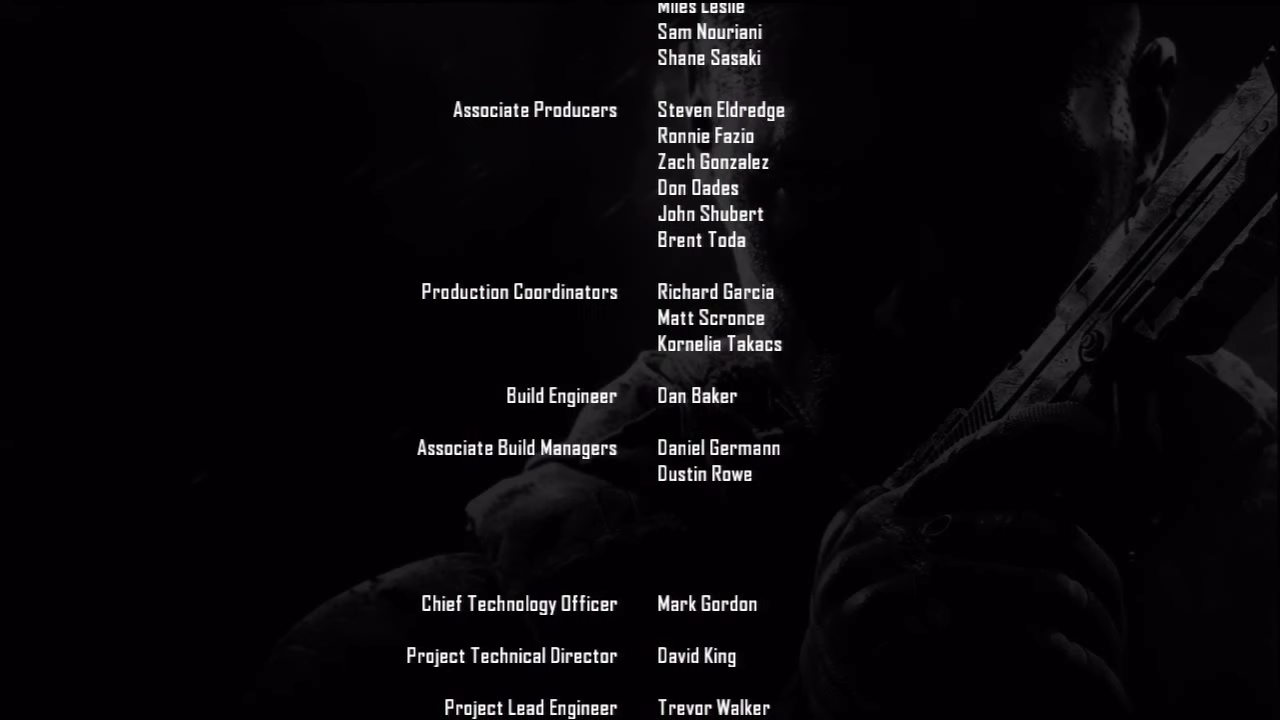 Miles Leslie
Sam Nouriani
Shane Sasaki
Associate Producers Steven Eldredge
Ronnie Fazio
Zach Gonzalez
Don Oades
John Shubert
Brent Toda
Production Coordinators Richard Garcia
Matt Scronce
Kornelia Takacs
Build Engineer Dan Baker
Associate Build Managers Daniel Germann
Dustin Rowe
Chief Technology Officer Mark Gordon
Project Technical Director David King
Project Lead Engineer Trevor Walker